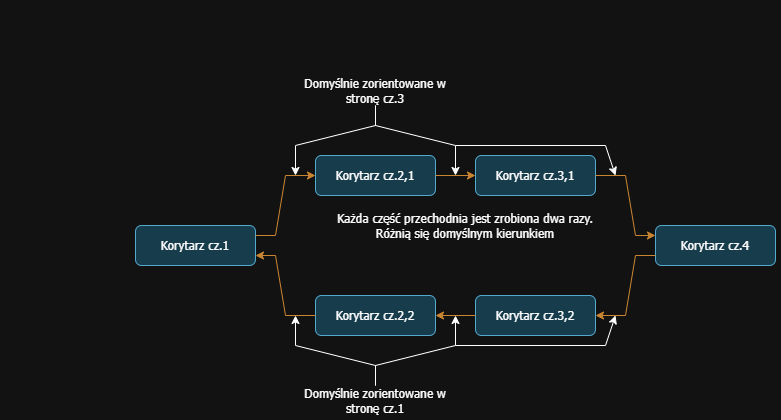 Domyślnie zorientowane w
stronę cz.3
Korytarz cz.2,1
Korytarz cz.3,1
Każda część przechodnia jest zrobiona dwa razy.
Różnią się domyślnym kierunkiem
Korytarz cz.1
Korytarz cz.4
Korytarz cz.2,2
Korytarz cz.3,2
Domyślnie zorientowane w
stronę cz.1